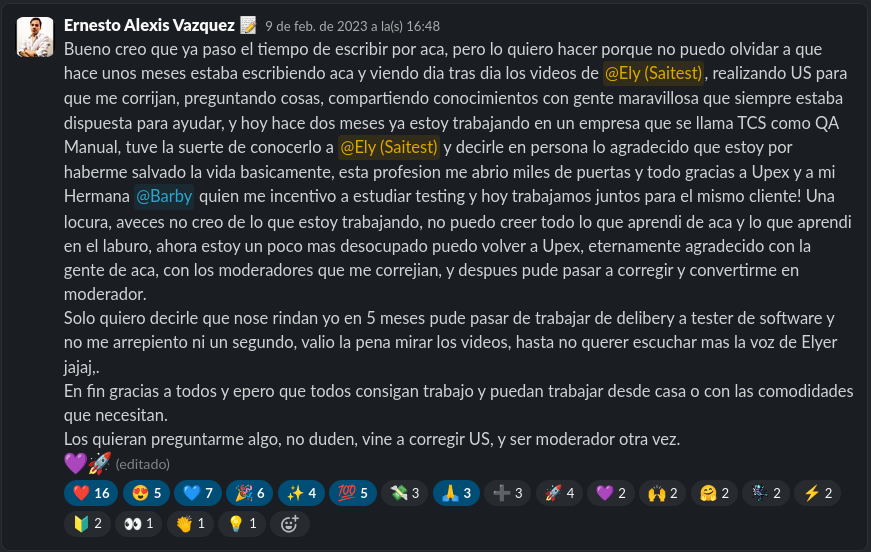 Ernesto Alexis Vazquez 📝 9 de feb. de 2023 a la(s) 16:48
Bueno creo que ya paso el tiempo de escribir por aca, pero lo quiero hacer porque no puedo olvidar a que
hace unos meses estaba escribiendo aca y viendo dia tras dia los videos de @Ely (Saitest), realizando US para
que me corrijan, preguntando cosas, compartiendo conocimientos con gente maravillosa que siempre estaba
dispuesta para ayudar, y hoy hace dos meses ya estoy trabajando en un empresa que se llama TCS como QA
Manual, tuve la suerte de conocerlo a @Ely (Saitest) y decirle en persona lo agradecido que estoy por
haberme salvado la vida basicamente, esta profesion me abrio miles de puertas y todo gracias a Upex y a mi
Hermana @Barby quien me incentivo a estudiar testing y hoy trabajamos juntos para el mismo cliente! Una
locura, aveces no creo de lo que estoy trabajando, no puedo creer todo lo que aprendi de aca y lo que aprendi
en el laburo, ahora estoy un poco mas desocupado puedo volver a Upex, eternamente agradecido con la
gente de aca, con los moderadores que me correjian, y despues pude pasar a corregir y convertirme en
moderador.
Solo quiero decirle que nose rindan yo en 5 meses pude pasar de trabajar de delibery a tester de software y
no me arrepiento ni un segundo, valio la pena mirar los videos, hasta no querer escuchar mas la voz de Elyer
jajaj,.
En fin gracias a todos y epero que todos consigan trabajo y puedan trabajar desde casa o con las comodidades
que necesitan.
Los quieran preguntarme algo, no duden, vine a corregir US, y ser moderador otra vez.
💜🚀 (editado)
❤️ 16 😍 5 💙 7 🎉 6 ✨ 4 💯 5 💸 3 🙏 3 ➕ 3 🚀 4 💜 2 🙌 2 🤗 2 2 ⚡ 2
🔰 2 👀 1 👏 1 💡 1